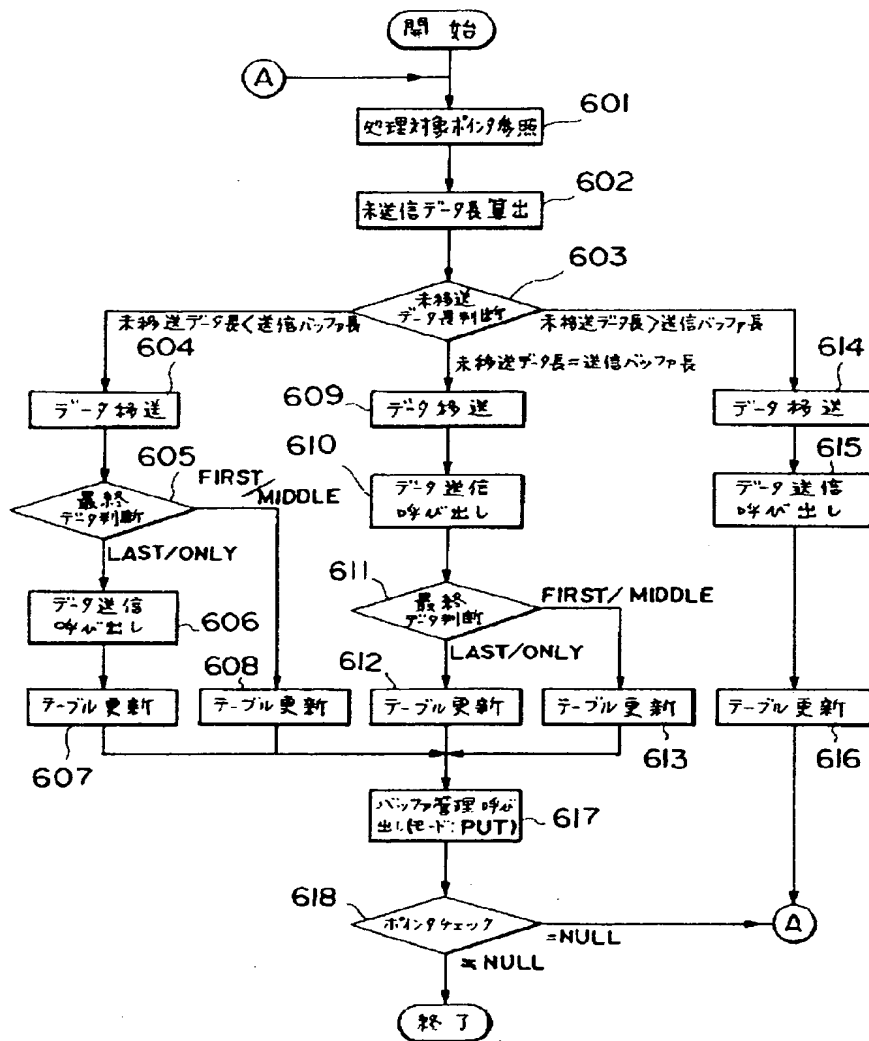 開始
A
601
処理対象ポインタ参照
602
未送信データ長算出
603
未移送
データ長判断
未移送データ長<送信バッファ長
未移送データ長>送信バッファ長
未移送データ長=送信バッファ長
604
データ移送
609
データ移送
614
データ移送
605
最終
データ判断
FIRST/
MIDDLE
LAST/ONLY
610
データ送信
呼び出し
615
データ送信
呼び出し
データ送信
呼び出し
606
611
最終
データ判断
FIRST/MIDDLE
LAST/ONLY
テーブル更新
607
608
テーブル更新
612
テーブル更新
テーブル更新
613
テーブル更新
616
バッファ管理呼び
出し(モード:PUT)
617
618
ポインタチェック
=NULL
≠NULL
A
終了